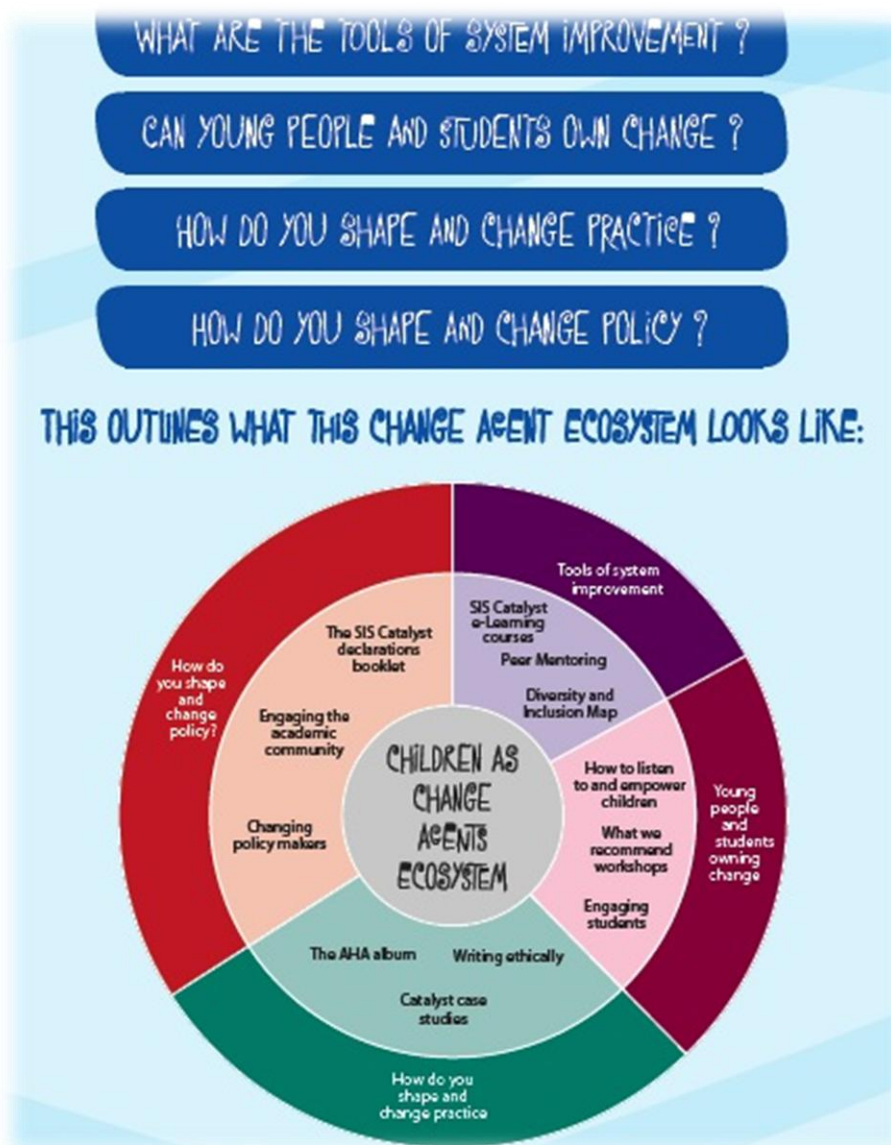 WHAT ARE THE TOOLS OF SYSTEM IMPROVEMENT ?
CAN YOUNG PEOPLE AND STUDENTS OWN CHANGE ?
HOW DO YOU SHAPE AND CHANGE PRACTICE ?
HOW DO YOU SHAPE AND CHANGE POLICY ?
THIS OUTLINES WHAT THIS CHANGE AGENT ECOSYSTEM LOOKS LIKE:
Tools of system
improvement
SIS Catalyst
e-Learning
courses
Peer Mentoring
Diversity and
Inclusion Map
Young
people
and
students
owning
change
How to listen
to and empower
children
What we
recommend
workshops
Engaging
students
How do you
shape and
change practice
The AHA album
Writing ethically
Catalyst case
studies
How do
you shape
and
change
policy?
The SIS Catalyst
declarations
booklet
Engaging the
academic
community
Changing
policy makers
CHILDREN AS
CHANGE
AGENTS
ECOSYSTEM